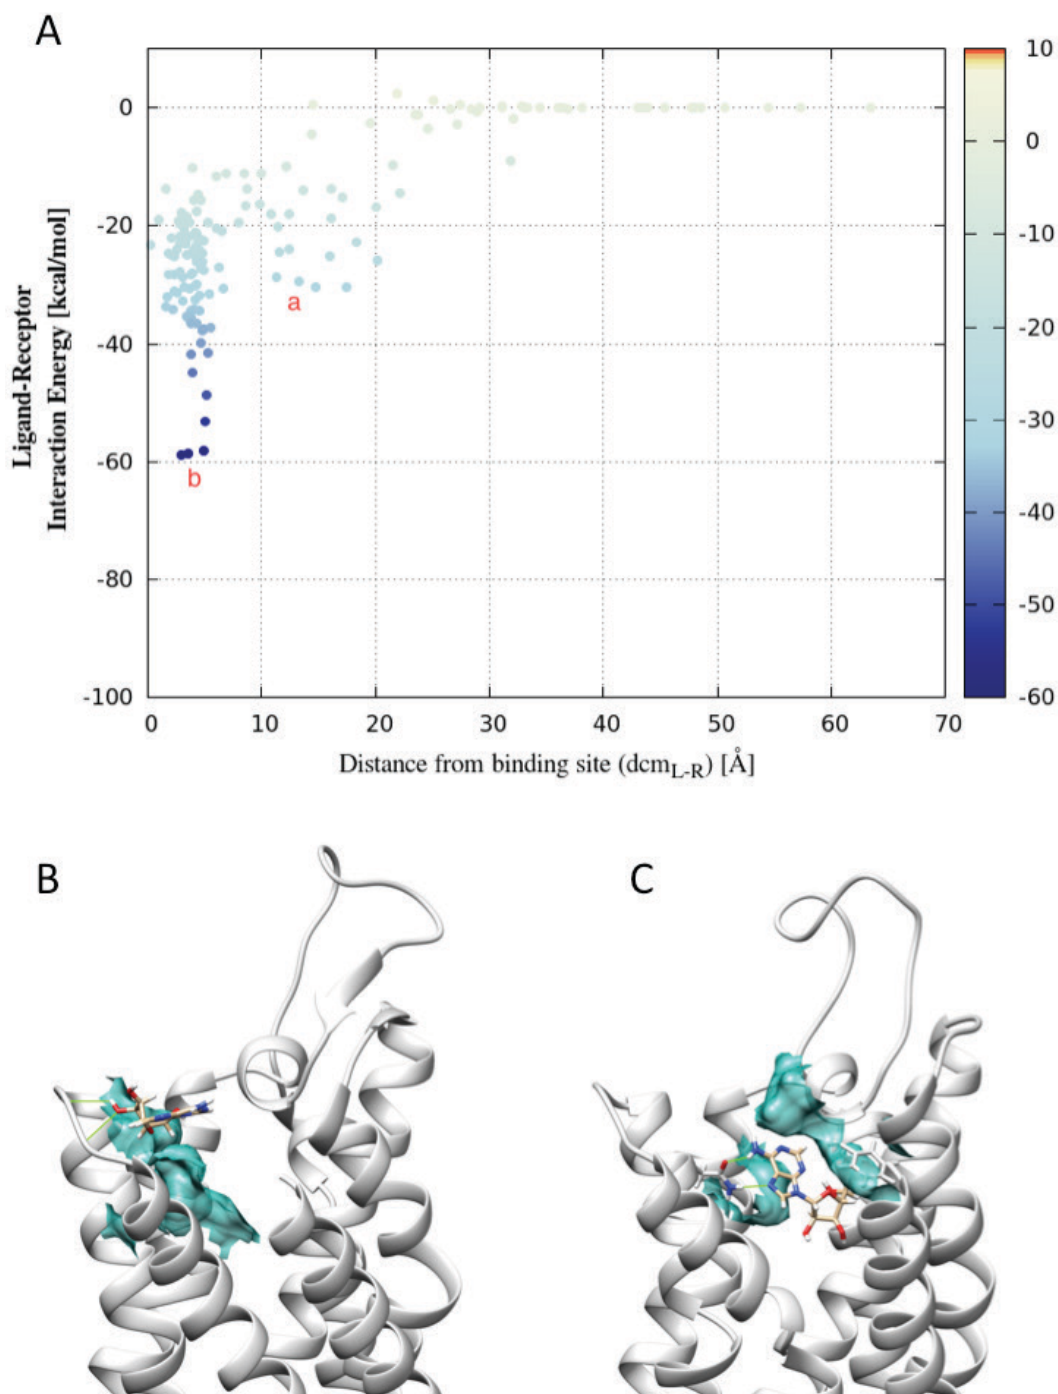 A
10
0
-10
-20
-30
-40
-50
-60
0
-20
-40
-60
-80
-100
Ligand-Receptor
Interaction Energy [kcal/mol]
a
b
0 10 20 30 40 50 60 70
Distance from binding site (dcmL-R) [Å]
B
C